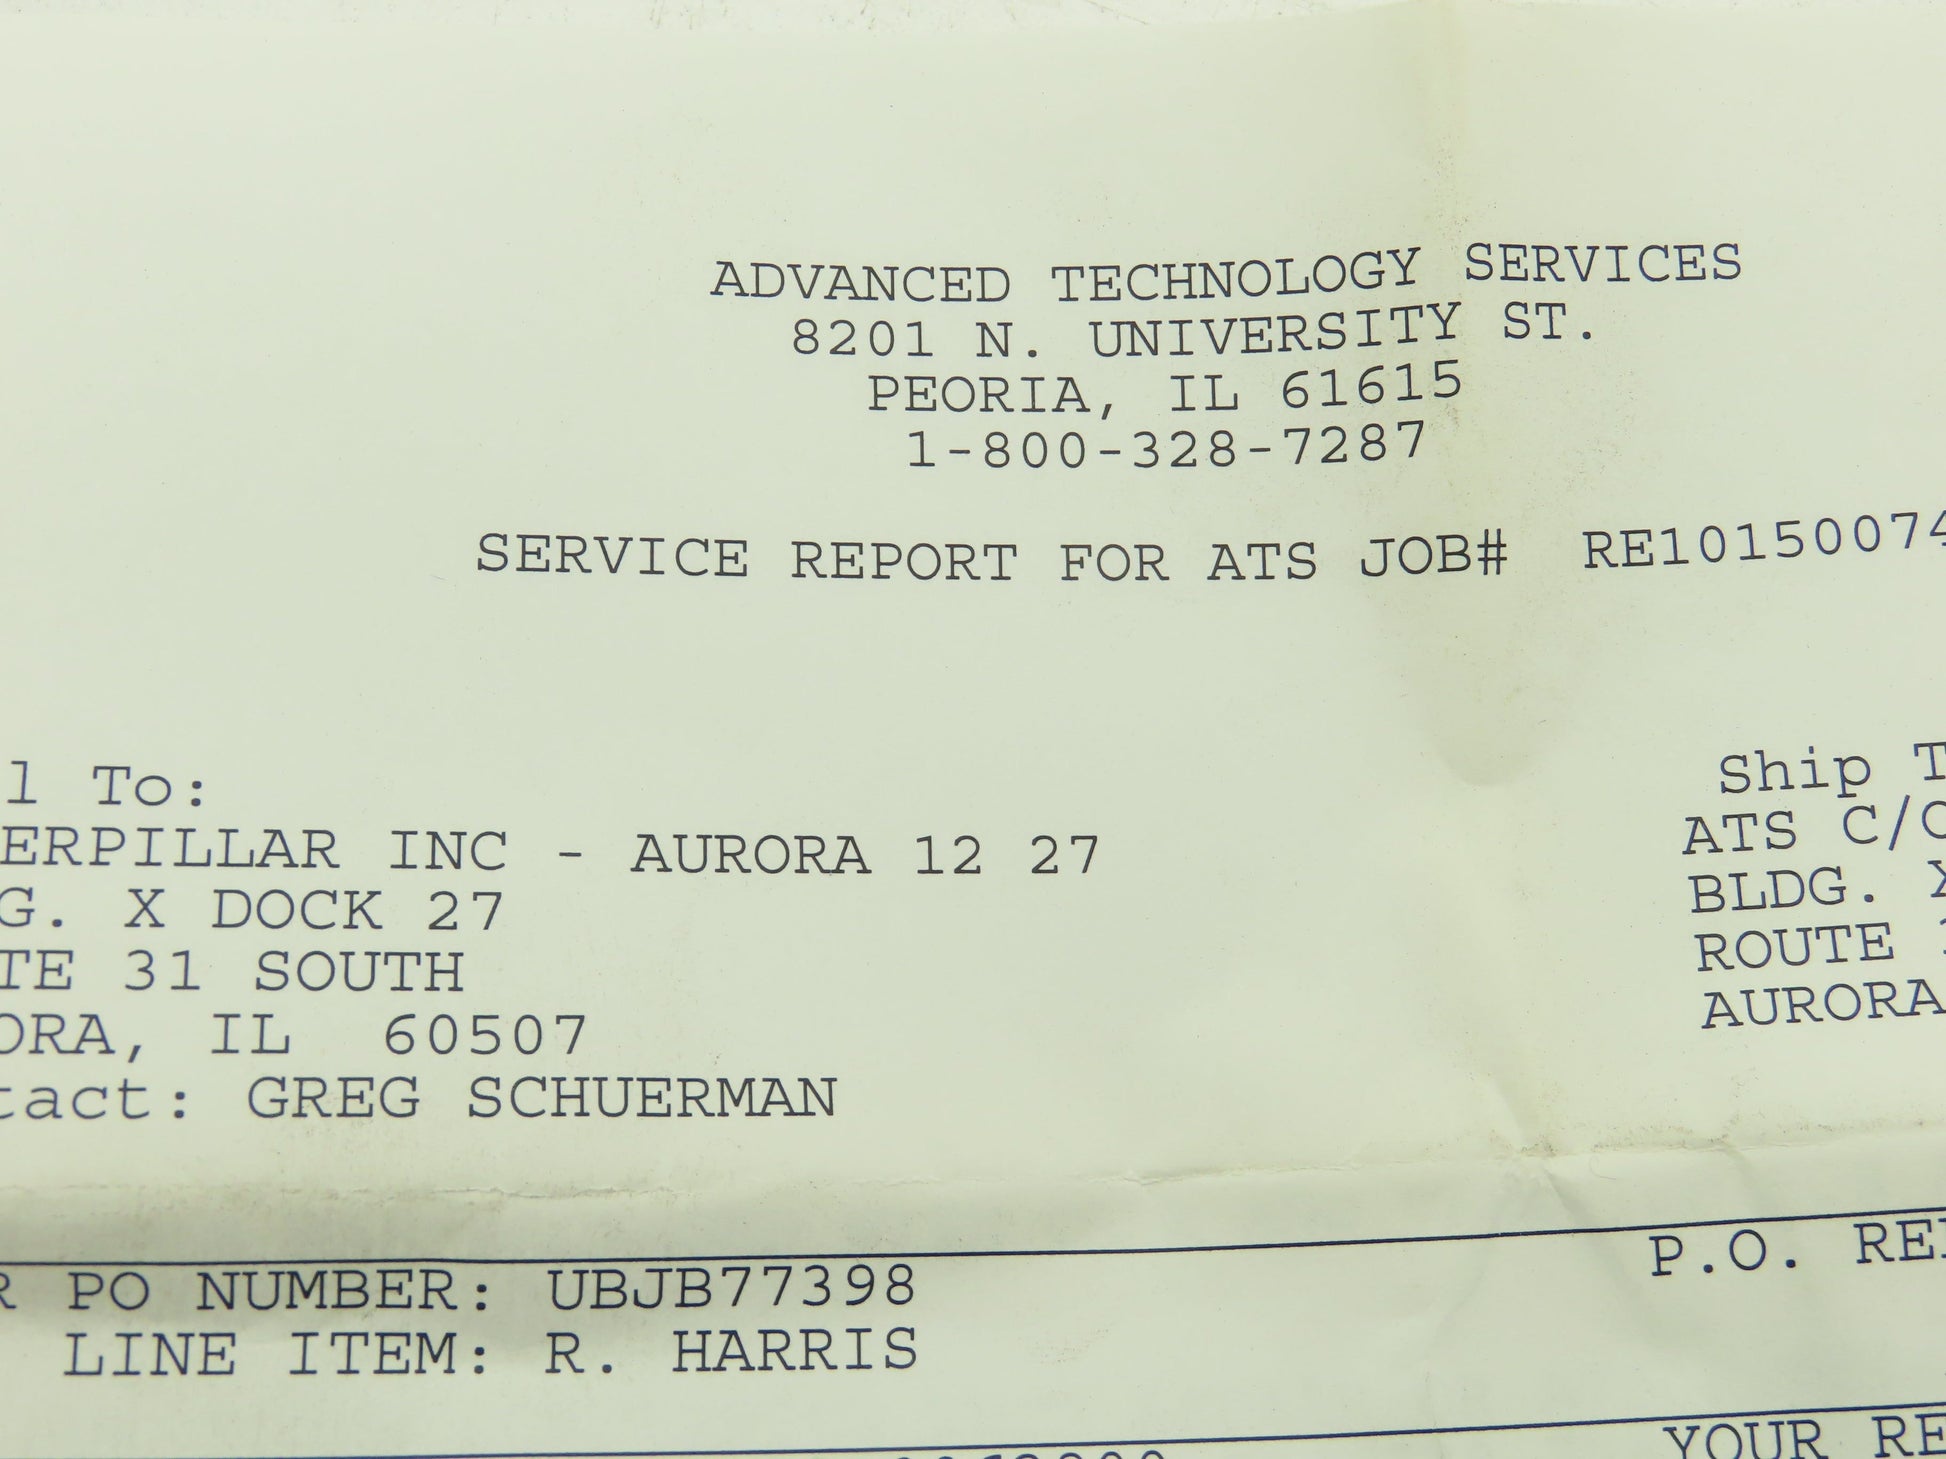 ADVANCED TECHNOLOGY SERVICES
8201 N. UNIVERSITY ST.
PEORIA, IL 61615
1-800-328-7287
SERVICE REPORT FOR ATS JOB# RE10150074
l To:
ERPILLAR INC - AURORA 12 27
G. X DOCK 27
TE 31 SOUTH
ORA, IL 60507
tact: GREG SCHUERMAN
Ship T
ATS C/O
BLDG. X
ROUTE
AURORA
R PO NUMBER: UBJB77398
P.O. RE
LINE ITEM: R. HARRIS
YOUR RE